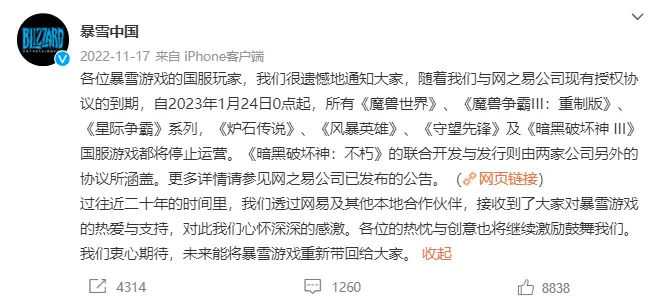 BLIZZARD
ENTERTAINMENT
暴雪中国
2022-11-17 来自 iPhone客户端
各位暴雪游戏的国服玩家，我们很遗憾地通知大家，随着我们与网之易公司现有授权协
议的到期，自2023年1月24日0点起，所有《魔兽世界》、《魔兽争霸III：重制版》、
《星际争霸》系列，《炉石传说》、《风暴英雄》、《守望先锋》及《暗黑破坏神 III》
国服游戏都将停止运营。《暗黑破坏神：不朽》的联合开发与发行则由两家公司另外的
协议所涵盖。更多详情请参见网之易公司已发布的公告。（网页链接）
过往近二十年的时间里，我们透过网易及其他本地合作伙伴，接收到了大家对暴雪游戏
的热爱与支持，对此我们心怀深深的感激。各位的热忱与创意也将继续激励鼓舞我们。
我们衷心期待，未来能将暴雪游戏重新带回给大家。 收起
4314 1260 8838